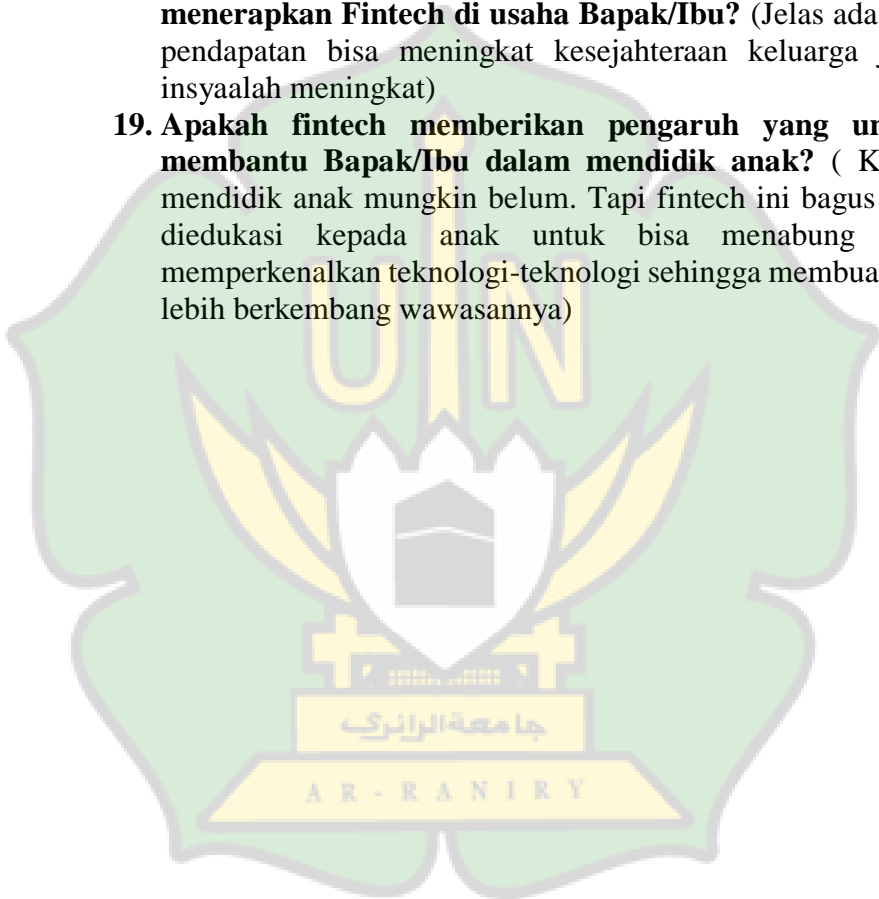 menerapkan Fintech di usaha Bapak/Ibu? (Jelas ada
pendapatan bisa meningkat kesejahteraan keluarga
insyaalah meningkat)
19. Apakah fintech memberikan pengaruh yang
membantu Bapak/Ibu dalam mendidik anak? ( K
mendidik anak mungkin belum. Tapi fintech ini bagus
diedukasi kepada anak untuk bisa menabung
memperkenalkan teknologi-teknologi sehingga membua
lebih berkembang wawasannya)
UIN
جامعة الرانري
AR-RANIRY